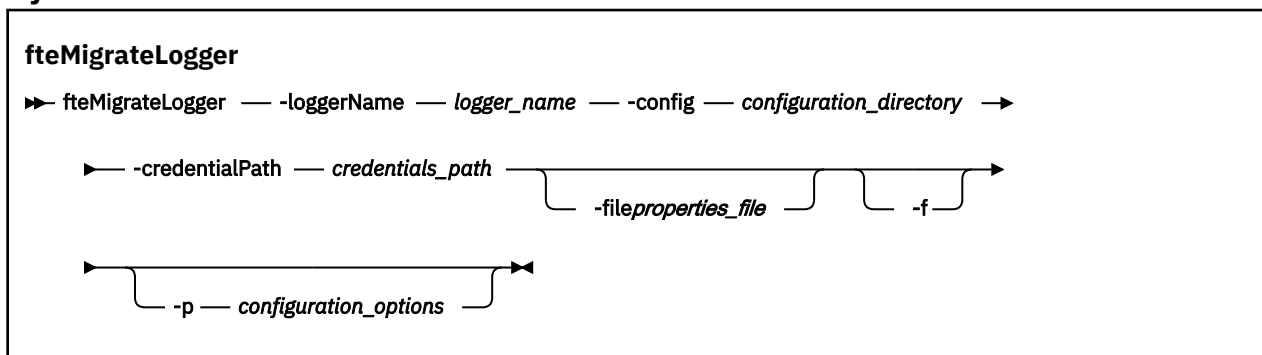 fteMigrateLogger
fteMigrateLogger -loggerName logger_name -config configuration_directory
-credentialPath credentials_path
-fileproperties_file -f
-p configuration_options